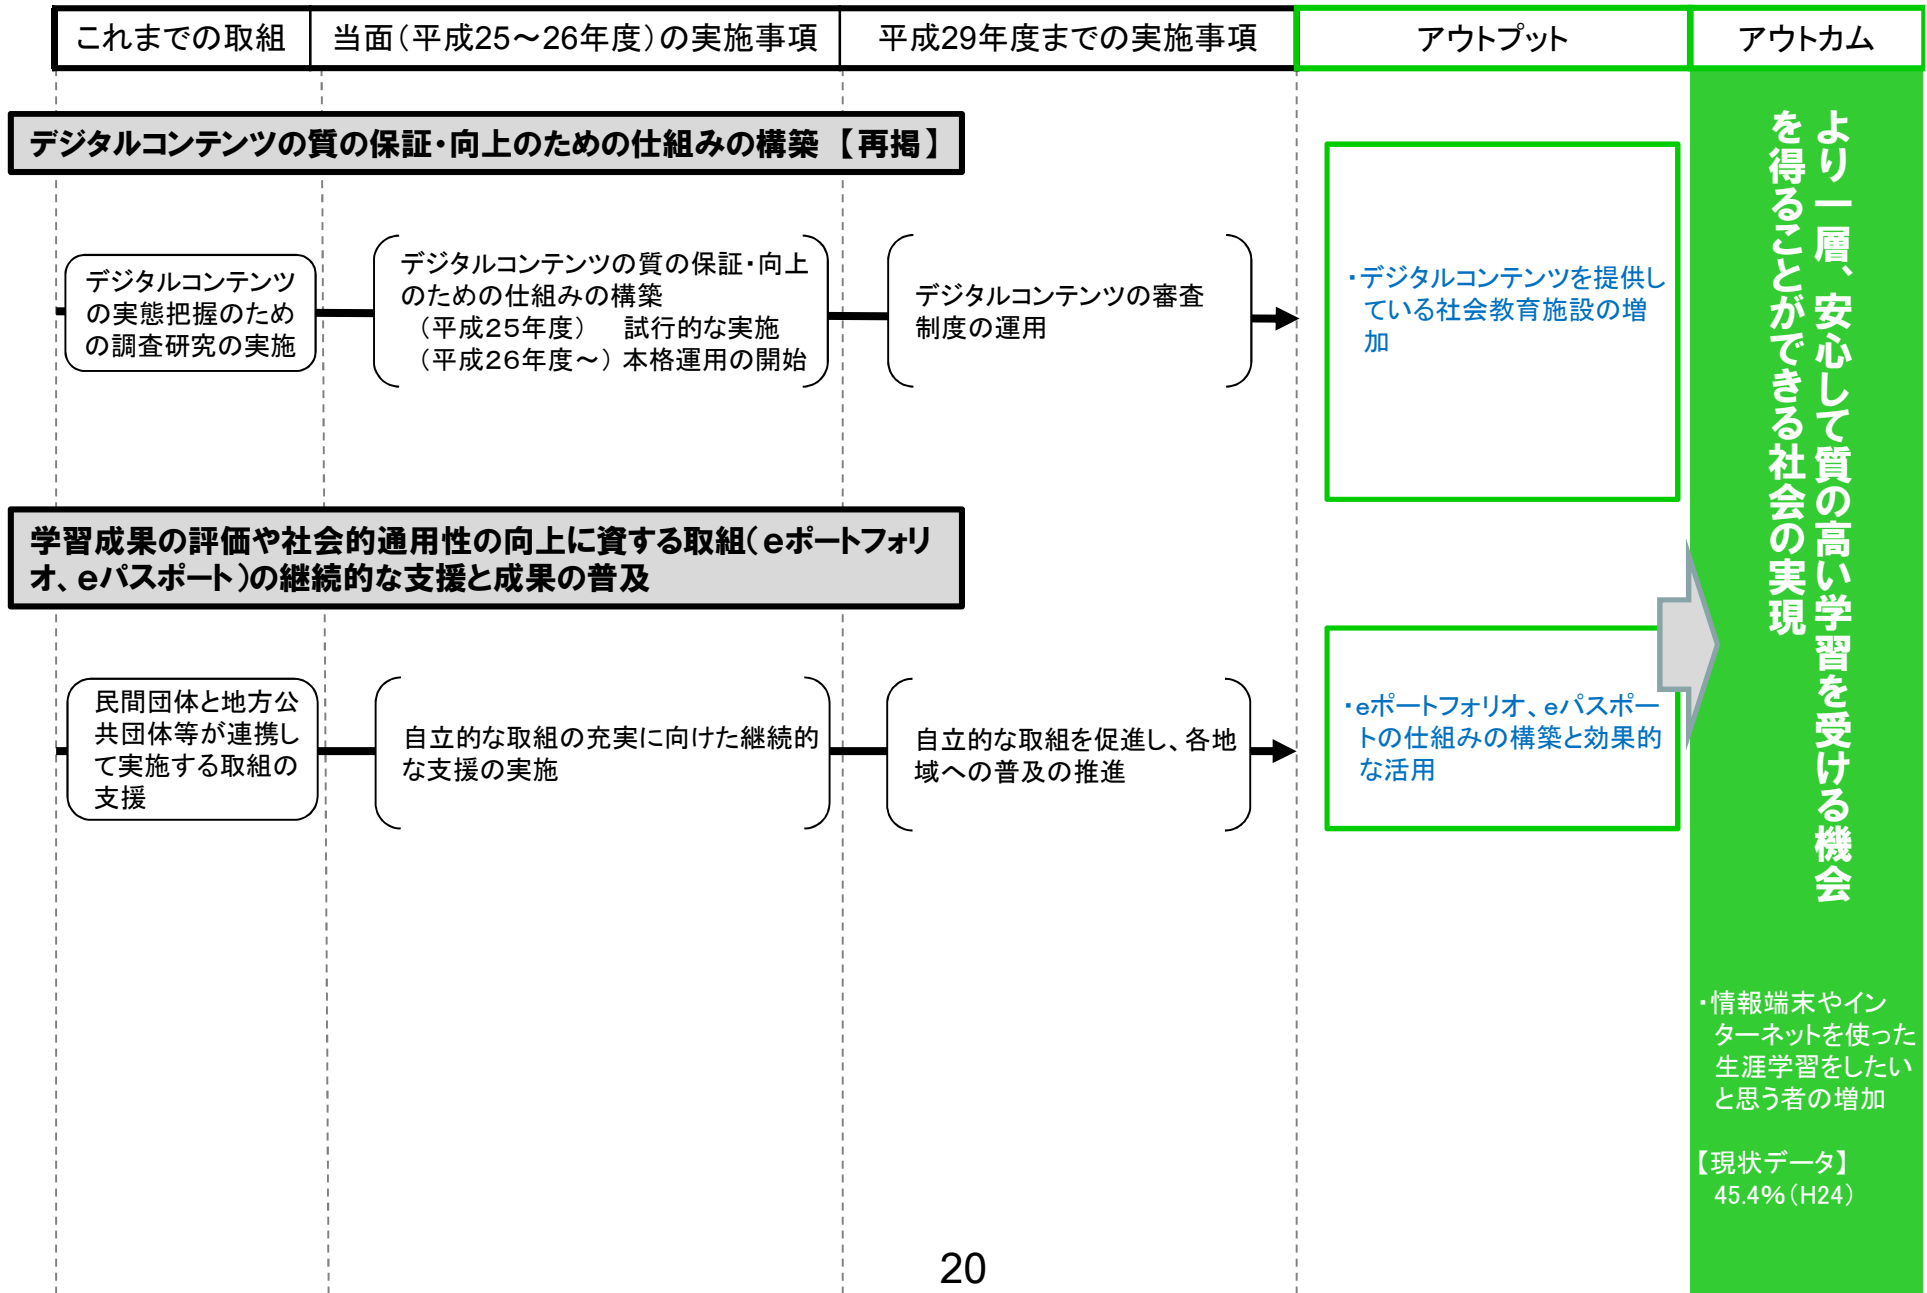 これまでの取組
当面（平成25～26年度）の実施事項
平成29年度までの実施事項
アウトプット
アウトカム
デジタルコンテンツの質の保証・向上のための仕組みの構築 【再掲】
デジタルコンテンツ
の実態把握のため
の調査研究の実施
デジタルコンテンツの質の保証・向上
のための仕組みの構築
（平成25年度） 試行的な実施
（平成26年度～） 本格運用の開始
デジタルコンテンツの審査
制度の運用
・デジタルコンテンツを提供し
ている社会教育施設の増
加
学習成果の評価や社会的通用性の向上に資する取組（eポートフォリ
オ、eパスポート）の継続的な支援と成果の普及
民間団体と地方公
共団体等が連携し
て実施する取組の
支援
自立的な取組の充実に向けた継続的
な支援の実施
自立的な取組を促進し、各地
域への普及の推進
・eポートフォリオ、eパスポー
トの仕組みの構築と効果的
な活用
より一層、安心して質の高い学習を受ける機会
を得ることができる社会の実現
・情報端末やイン
ターネットを使った
生涯学習をしたい
と思う者の増加
【現状データ】
45.4%（H24）
20